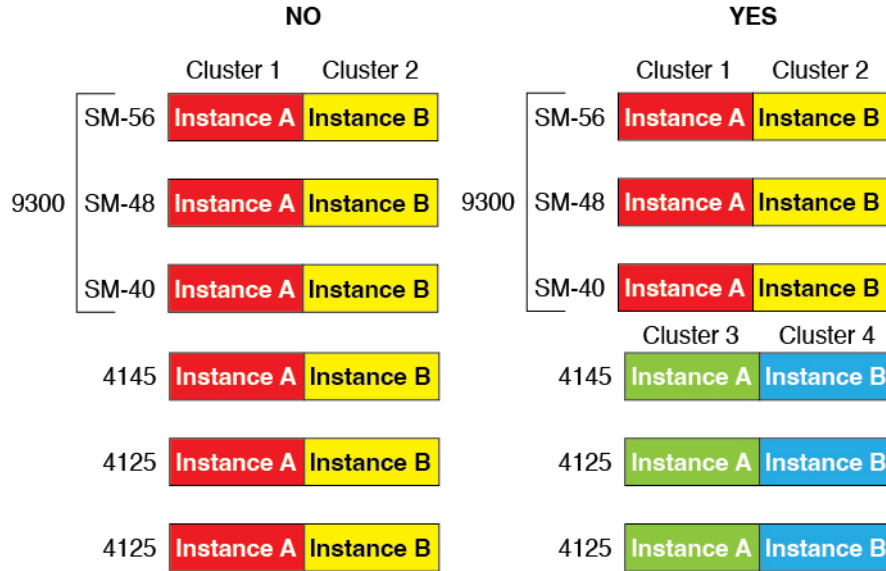 NO YES
Cluster 1 Cluster 2 Cluster 1 Cluster 2
SM-56 Instance A Instance B SM-56 Instance A Instance B
9300 SM-48 Instance A Instance B 9300 SM-48 Instance A Instance B
SM-40 Instance A Instance B SM-40 Instance A Instance B
Cluster 3 Cluster 4
4145 Instance A Instance B 4145 Instance A Instance B
4125 Instance A Instance B 4125 Instance A Instance B
4125 Instance A Instance B 4125 Instance A Instance B